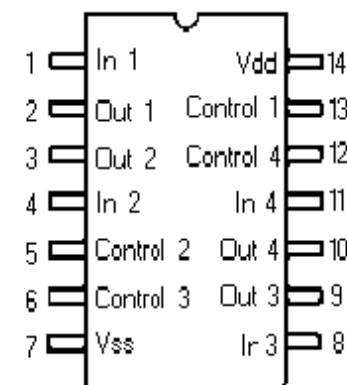 1 In 1 Vdd 14
2 Out 1 Control 1 13
3 Out 2 Control 4 12
4 In 2 In 4 11
5 Control 2 Out 4 10
6 Control 3 Out 3 9
7 Vss In 3 8